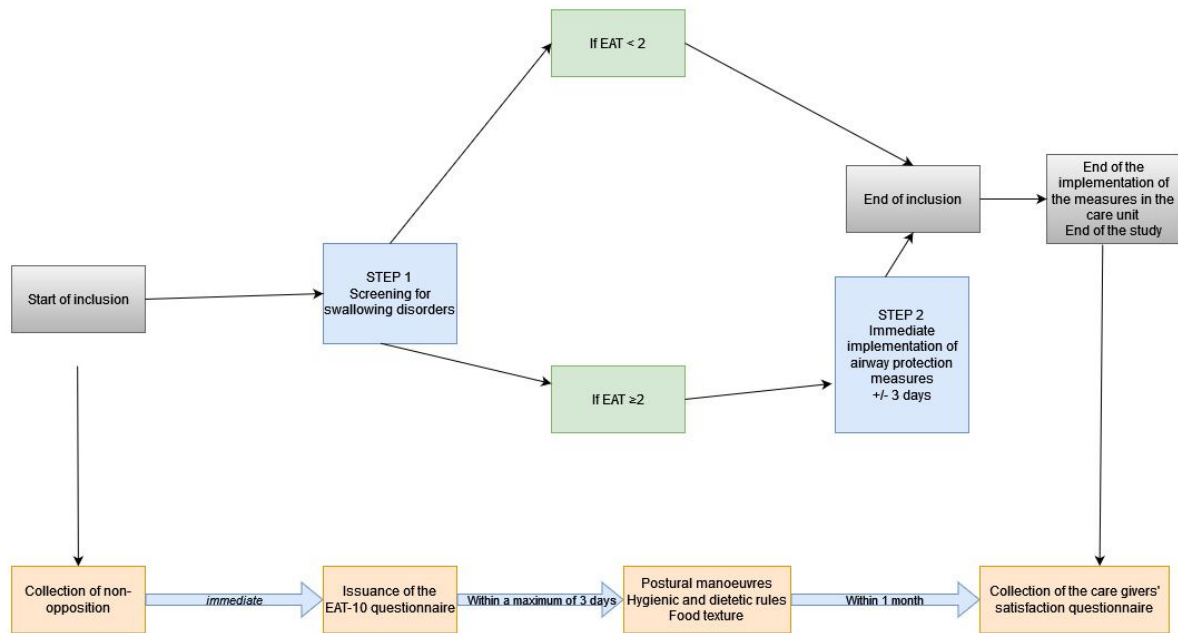 If EAT < 2
End of inclusion
End of the
implementation of
the measures in the
care unit
End of the study
Start of inclusion
STEP 1
Screening for
swallowing disorders
STEP 2
Immediate
implementation of
airway protection
measures
+/- 3 days
If EAT ≥2
Collection of non-
opposition
immediate
Issuance of the
EAT-10 questionnaire
Within a maximum of 3 days
Postural manoeuvres
Hygienic and dietetic rules
Food texture
Within 1 month
Collection of the care givers'
satisfaction questionnaire